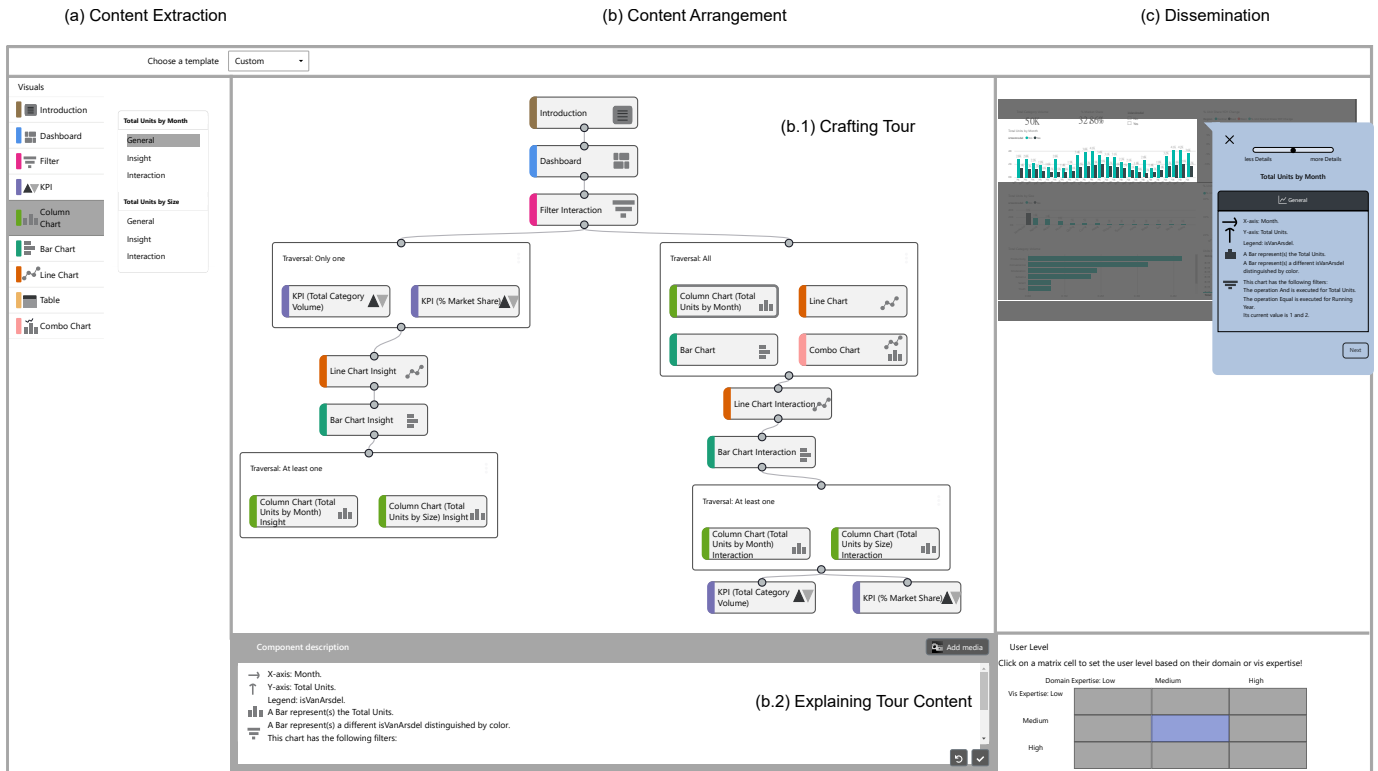 (a) Content Extraction
(b) Content Arrangement
(c) Dissemination
Choose a template
Custom
Visuals
Introduction
Dashboard
Filter
KPI
Column
Chart
Bar Chart
Line Chart
Table
Combo Chart
Total Units by Month
General
Insight
Interaction
Total Units by Size
General
Insight
Interaction
(b.1) Crafting Tour
Introduction
Dashboard
Filter Interaction
Traversal: Only one
KPI (Total Category
Volume)
KPI (% Market Share)
Line Chart Insight
Bar Chart Insight
Traversal: At least one
Column Chart (Total
Units by Month)
Insight
Column Chart (Total
Units by Size) Insight
Traversal: All
Column Chart (Total
Units by Month)
Line Chart
Bar Chart
Combo Chart
Line Chart Interaction
Bar Chart Interaction
Traversal: At least one
Column Chart (Total
Units by Month)
Interaction
Column Chart (Total
Units by Size)
Interaction
KPI (Total Category
Volume)
KPI (% Market Share)
Component description
Add media
X-axis: Month.
Y-axis: Total Units.
Legend: isVanArsdel.
A Bar represent(s) the Total Units.
A Bar represent(s) a different isVanArsdel distinguished by color.
This chart has the following filters:
(b.2) Explaining Tour Content
50K
32.86%
Total Units by Month
less Details
more Details
Total Units by Month
General
X-axis: Month.
Y-axis: Total Units.
Legend: isVanArsdel.
A Bar represent(s) the Total Units.
A Bar represent(s) a different isVanArsdel
distinguished by color.
This chart has the following filters:
The operation And is executed for Total Units.
The operation Equal is executed for Running
Year.
Its current value is 1 and 2.
Next
User Level
Click on a matrix cell to set the user level based on their domain or vis expertise!
Domain Expertise: Low
Medium
High
Vis Expertise: Low
Medium
High